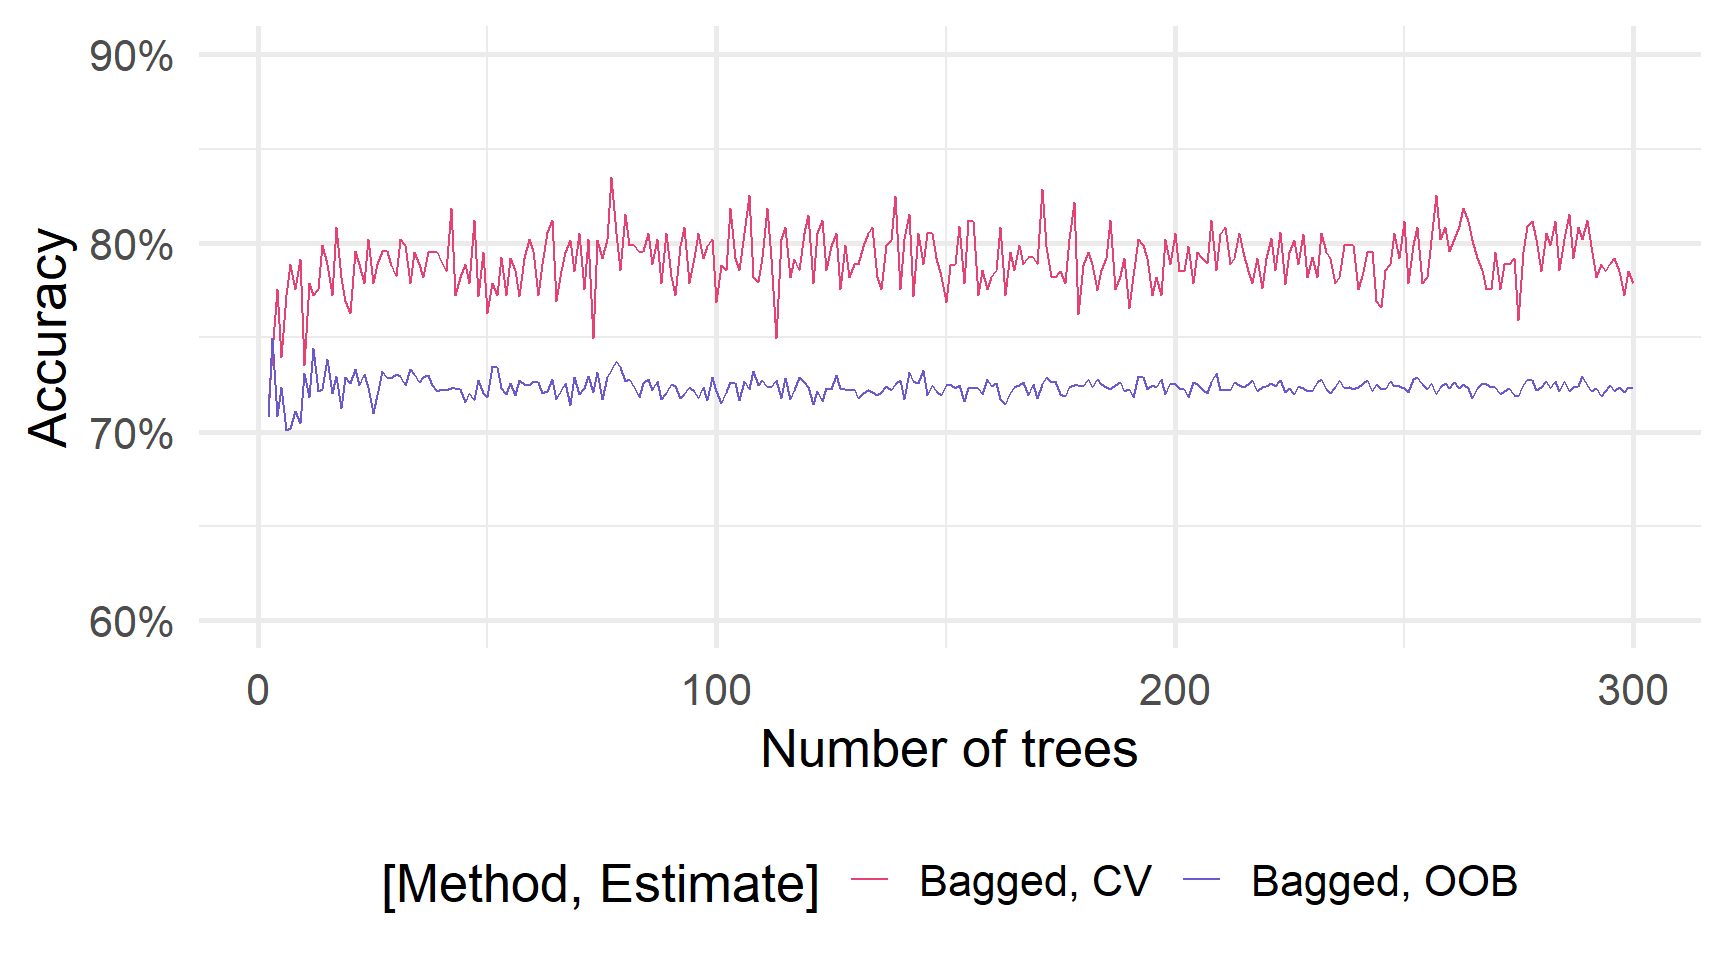 90%
80%
70%
60%
Accuracy
0 100 200 300
Number of trees
[Method, Estimate] Bagged, CV Bagged, OOB